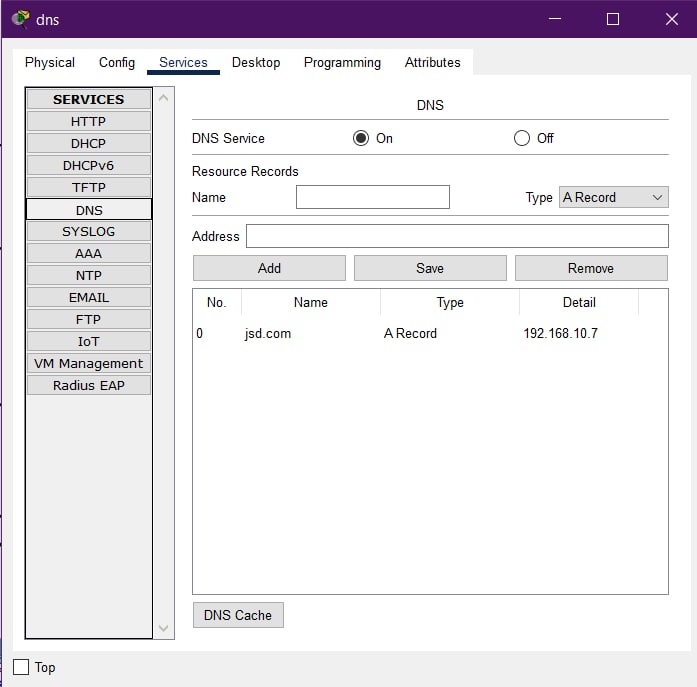 dns
Physical Config Services Desktop Programming Attributes
SERVICES
HTTP
DHCP
DHCPv6
TFTP
DNS
SYSLOG
AAA
NTP
EMAIL
FTP
IoT
VM Management
Radius EAP
DNS
DNS Service On Off
Resource Records
Name Type A Record
Address
Add Save Remove
No. Name Type Detail
0 jsd.com A Record 192.168.10.7
DNS Cache
Top